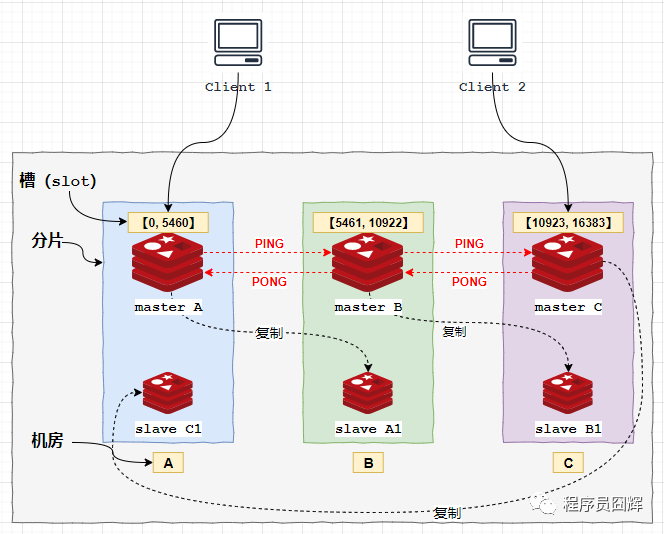 Client 1
Client 2
槽（slot）
【0, 5460】
【5461, 10922】
【10923, 16383】
分片
PING
PING
PONG
PONG
master A
master B
master C
复制
复制
slave C1
slave A1
slave B1
机房
A
B
C
复制
程序员囧辉